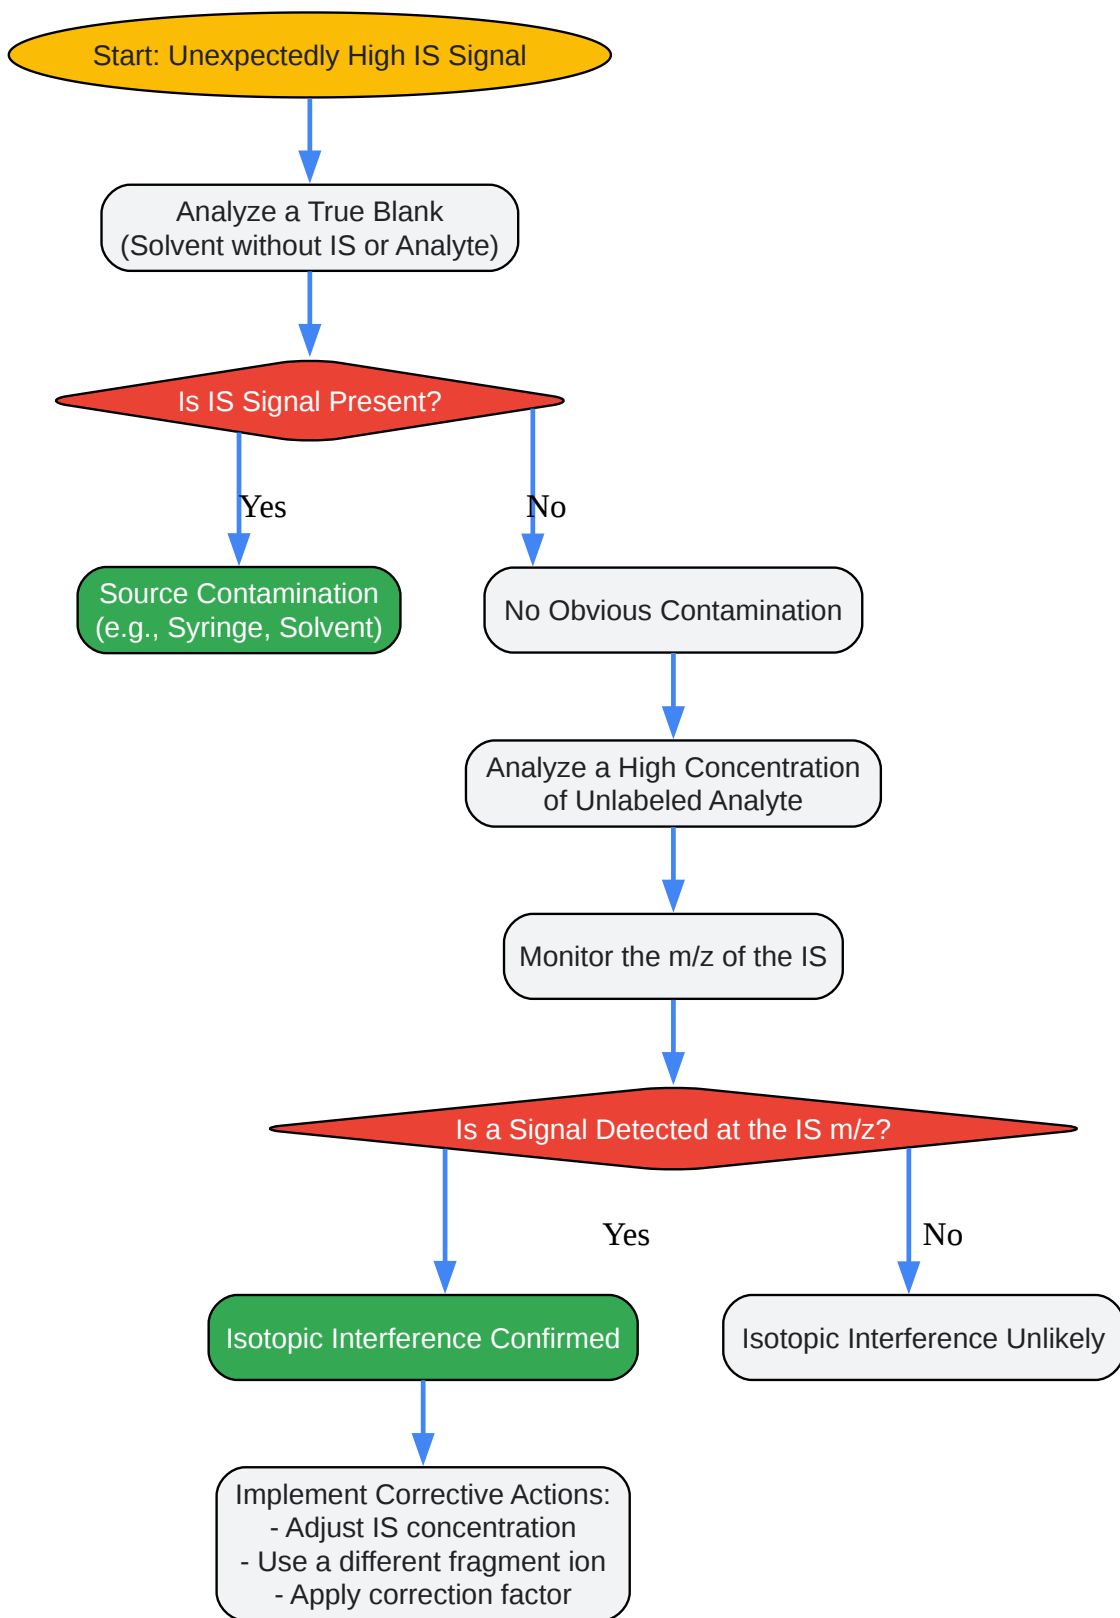 Start: Unexpectedly High IS Signal
Analyze a True Blank
(Solvent without IS or Analyte)
Is IS Signal Present?
Yes
No
Source Contamination
(e.g., Syringe, Solvent)
No Obvious Contamination
Analyze a High Concentration
of Unlabeled Analyte
Monitor the m/z of the IS
Is a Signal Detected at the IS m/z?
Yes
No
Isotopic Interference Confirmed
Isotopic Interference Unlikely
Implement Corrective Actions:
- Adjust IS concentration
- Use a different fragment ion
- Apply correction factor